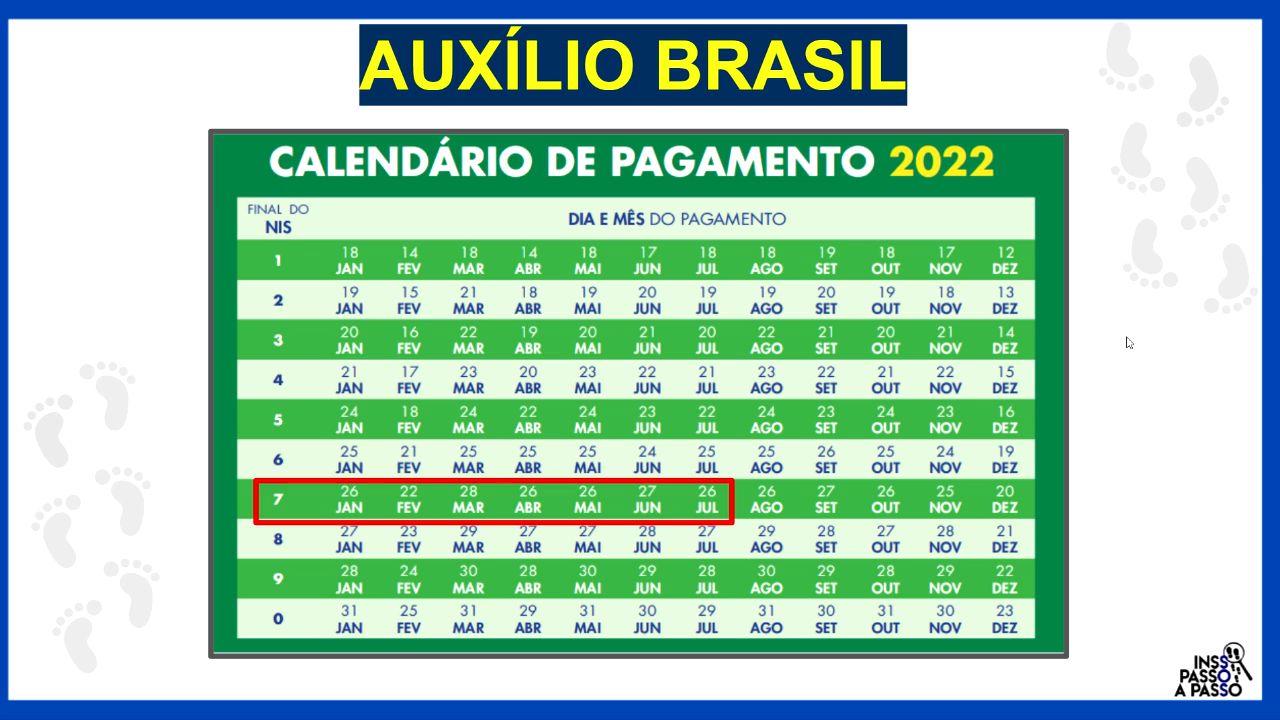 AUXÍLIO BRASIL
CALENDÁRIO DE PAGAMENTO 2022
FINAL DO
NIS
DIA E MÊS DO PAGAMENTO
1
18 14 18 14 18 17 18 18 19 18 17 12
JAN FEV MAR ABR MAI JUN JUL AGO SET OUT NOV DEZ
2
19 15 21 18 19 20 19 19 20 19 18 13
JAN FEV MAR ABR MAI JUN JUL AGO SET OUT NOV DEZ
3
20 16 22 19 20 21 20 22 21 20 21 14
JAN FEV MAR ABR MAI JUN JUL AGO SET OUT NOV DEZ
4
21 17 23 20 23 22 21 23 22 21 22 15
JAN FEV MAR ABR MAI JUN JUL AGO SET OUT NOV DEZ
5
24 18 24 22 24 23 22 24 23 24 23 16
JAN FEV MAR ABR MAI JUN JUL AGO SET OUT NOV DEZ
6
25 21 25 25 25 24 25 25 26 25 24 19
JAN FEV MAR ABR MAI JUN JUL AGO SET OUT NOV DEZ
7
26 22 28 26 26 27 26 26 27 26 25 20
JAN FEV MAR ABR MAI JUN JUL AGO SET OUT NOV DEZ
8
27 23 29 27 27 28 27 29 28 27 28 21
JAN FEV MAR ABR MAI JUN JUL AGO SET OUT NOV DEZ
9
28 24 30 28 30 29 28 30 29 28 29 22
JAN FEV MAR ABR MAI JUN JUL AGO SET OUT NOV DEZ
0
31 25 31 29 31 30 29 31 30 31 30 23
JAN FEV MAR ABR MAI JUN JUL AGO SET OUT NOV DEZ
INSS
PASSO
A PASSO